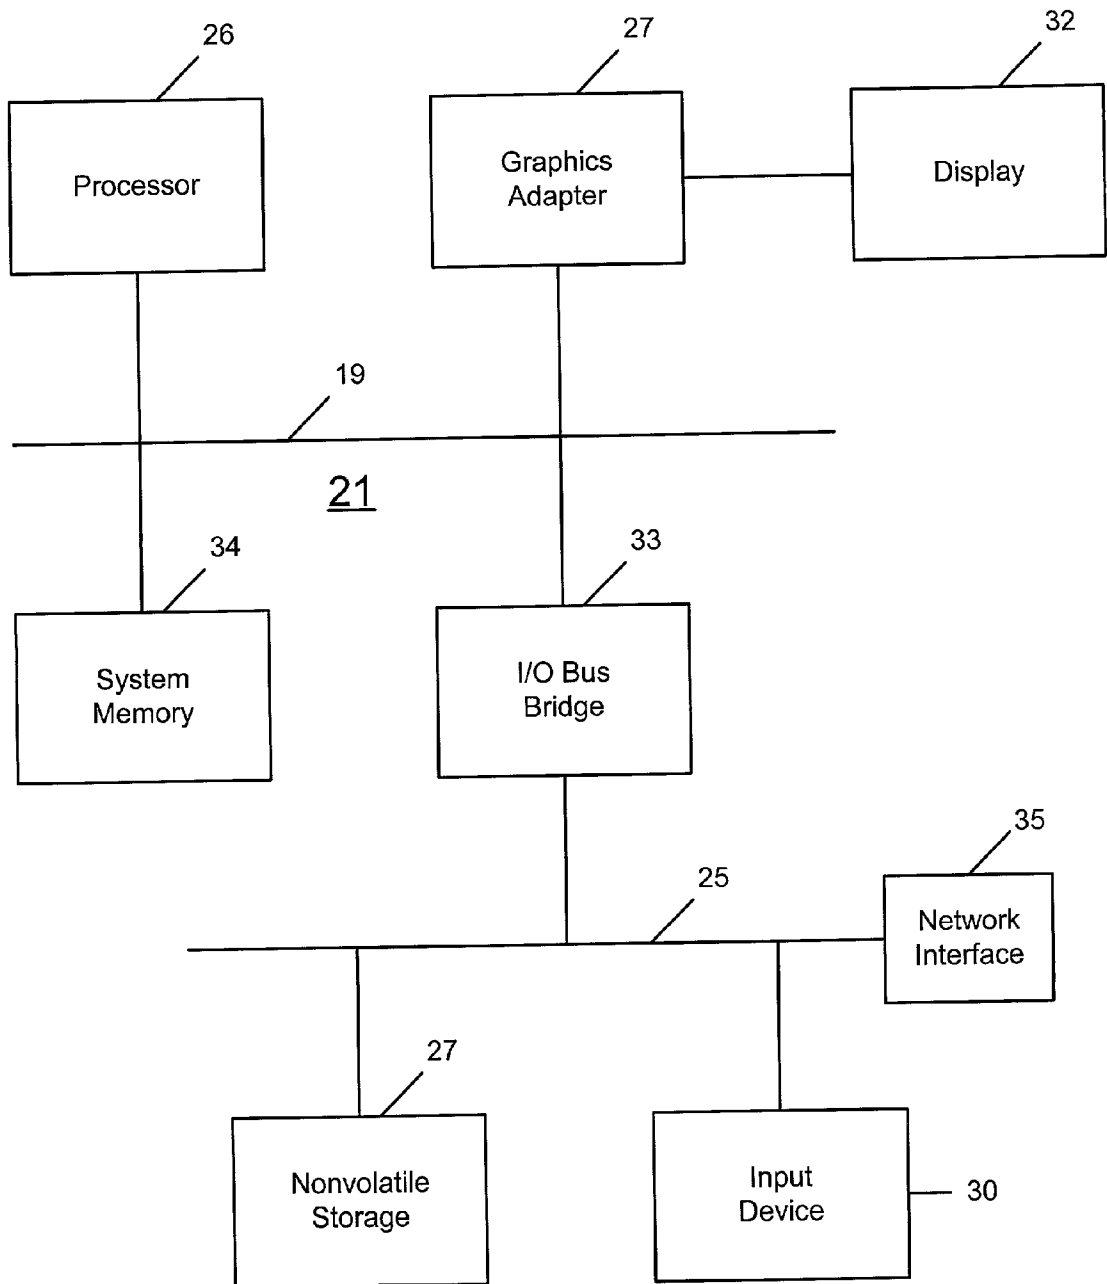 26
27
32
Processor
Graphics
Adapter
Display
19
21
34
33
System
Memory
I/O Bus
Bridge
35
25
Network
Interface
27
Nonvolatile
Storage
Input
Device
30